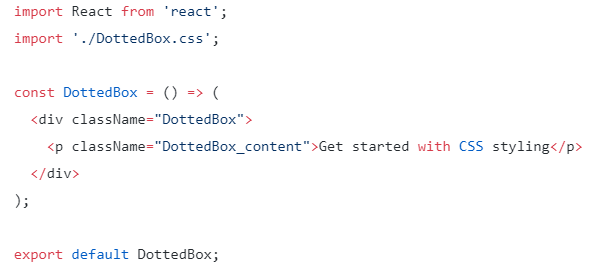 import React from 'react';
import './DottedBox.css';

const DottedBox = () => (
  <div className="DottedBox">
    <p className="DottedBox_content">Get started with CSS styling</p>
  </div>
);

export default DottedBox;